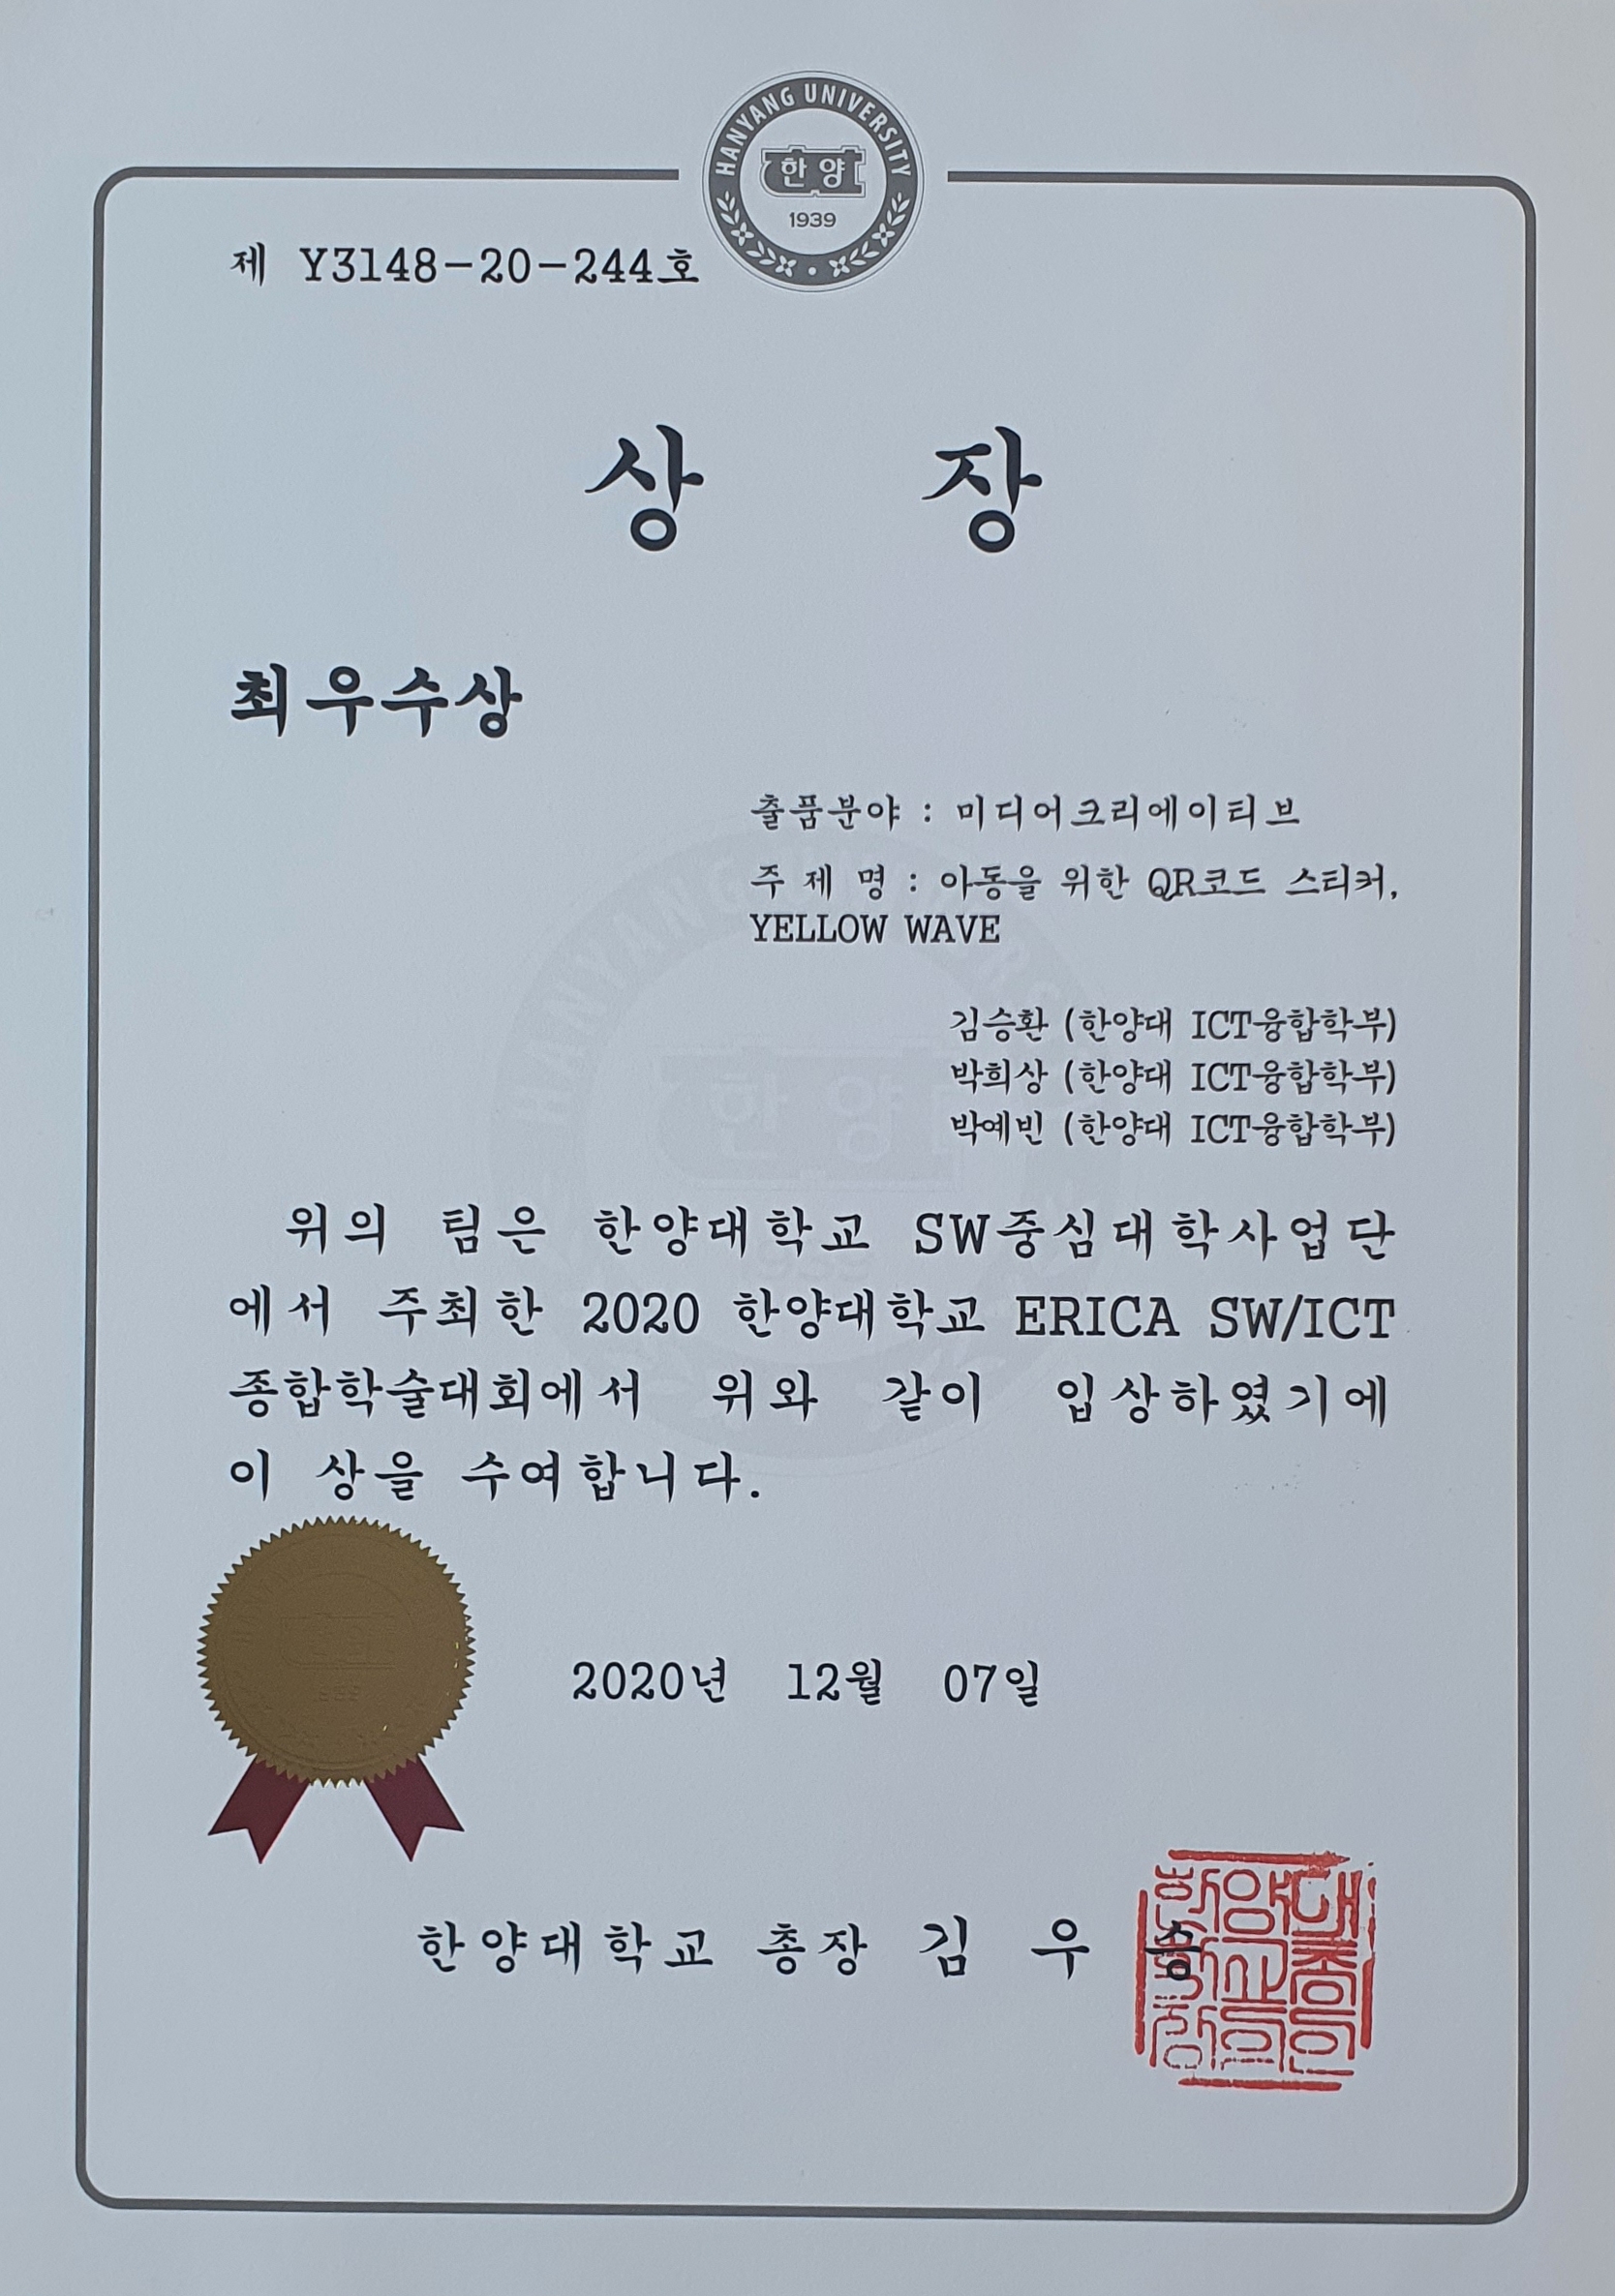 HANYANG UNIVERSITY
한양
1939
제 Y3148-20-244호
상 장
최우수상
출품분야 : 미디어크리에이티브
주 제 명 : 아동을 위한 QR코드 스티커,
YELLOW WAVE
김승환 (한양대 ICT융합학부)
박희상 (한양대 ICT융합학부)
박예빈 (한양대 ICT융합학부)
위의 팀은 한양대학교 SW중심대학사업단
에서 주최한 2020 한양대학교 ERICA SW/ICT
종합학술대회에서 위와 같이 입상하였기에
이 상을 수여합니다.
2020년 12월 07일
한양대학교 총장 김 우 승